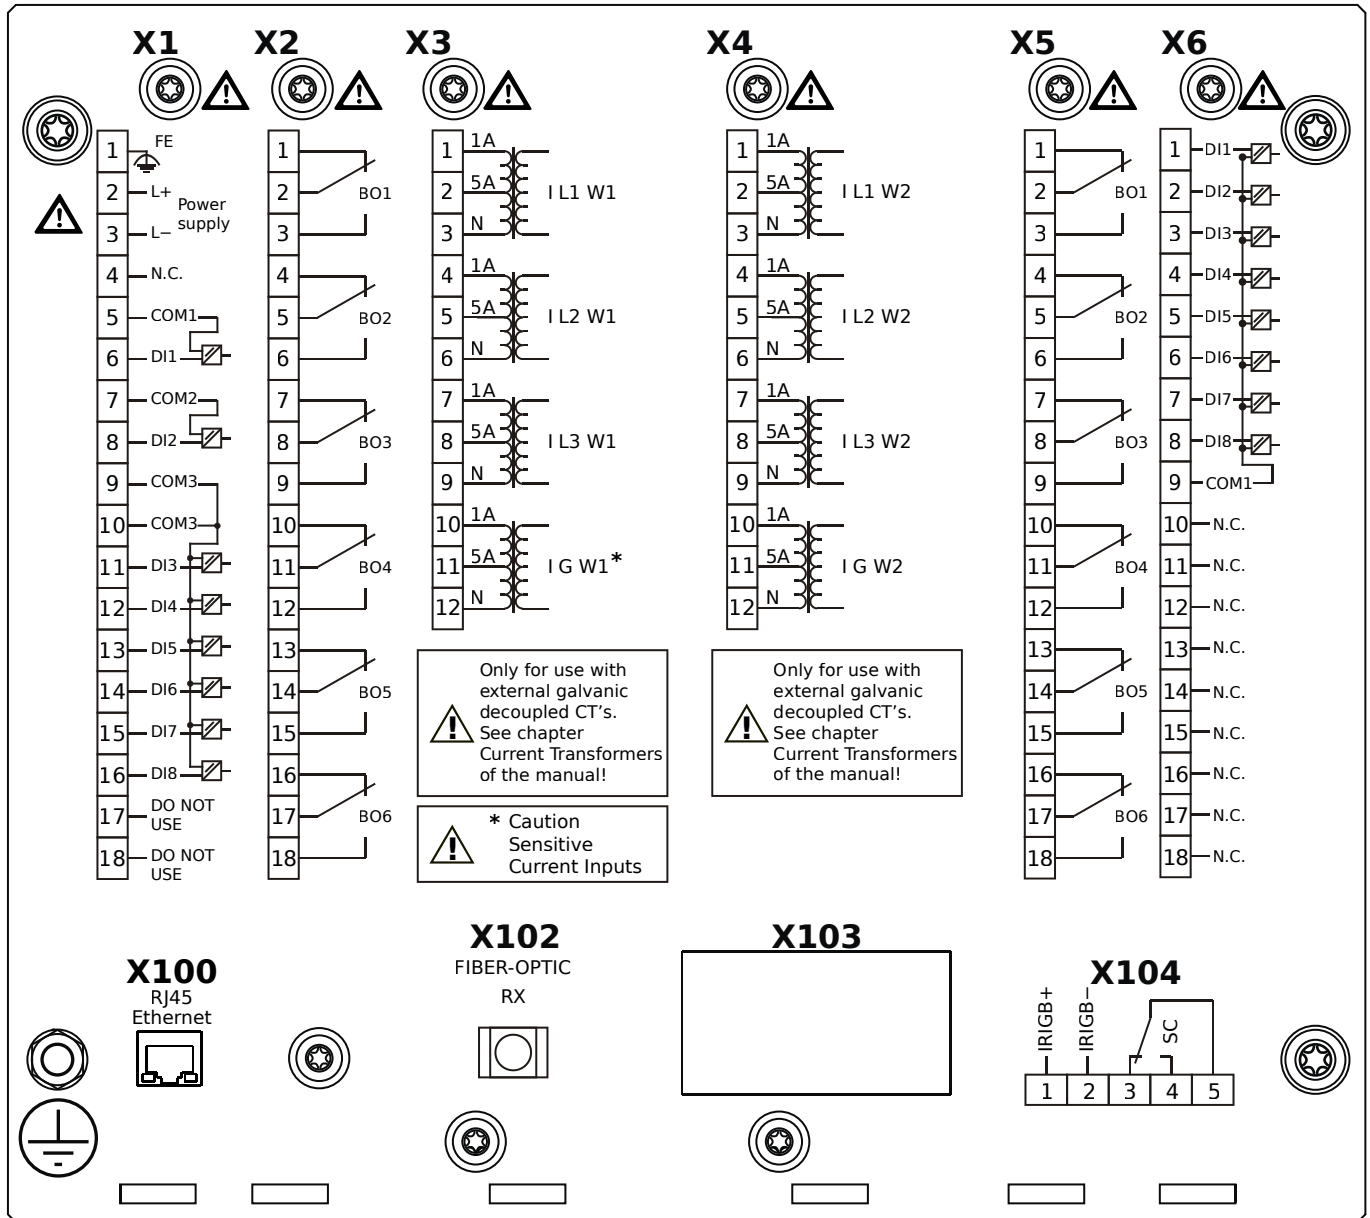 X1 X2 X3 X4 X5 X6
1 FE
2 L+
Power
supply
3 L−
4 N.C.
5 COM1
6 DI1
7 COM2
8 DI2
9 COM3
10 COM3
11 DI3
12 DI4
13 DI5
14 DI6
15 DI7
16 DI8
17 DO NOT
USE
18 DO NOT
USE
1
2 BO1
3
4
5 BO2
6
7
8 BO3
9
10
11 BO4
12
13
14 BO5
15
16
17 BO6
18
1 1A
2 5A I L1 W1
3 N
4 1A
5 5A I L2 W1
6 N
7 1A
8 5A I L3 W1
9 N
10 1A
11 5A I G W1*
12 N
Only for use with
external galvanic
decoupled CT's.
See chapter
Current Transformers
of the manual!
* Caution
Sensitive
Current Inputs
1 1A
2 5A I L1 W2
3 N
4 1A
5 5A I L2 W2
6 N
7 1A
8 5A I L3 W2
9 N
10 1A
11 5A I G W2
12 N
Only for use with
external galvanic
decoupled CT's.
See chapter
Current Transformers
of the manual!
1
2 BO1
3
4
5 BO2
6
7
8 BO3
9
10
11 BO4
12
13
14 BO5
15
16
17 BO6
18
1 DI1
2 DI2
3 DI3
4 DI4
5 DI5
6 DI6
7 DI7
8 DI8
9 COM1
10 N.C.
11 N.C.
12 N.C.
13 N.C.
14 N.C.
15 N.C.
16 N.C.
17 N.C.
18 N.C.
X100
RJ45
Ethernet
X102
FIBER-OPTIC
RX
X103
X104
IRIGB+
IRIGB−
SC
1 2 3 4 5